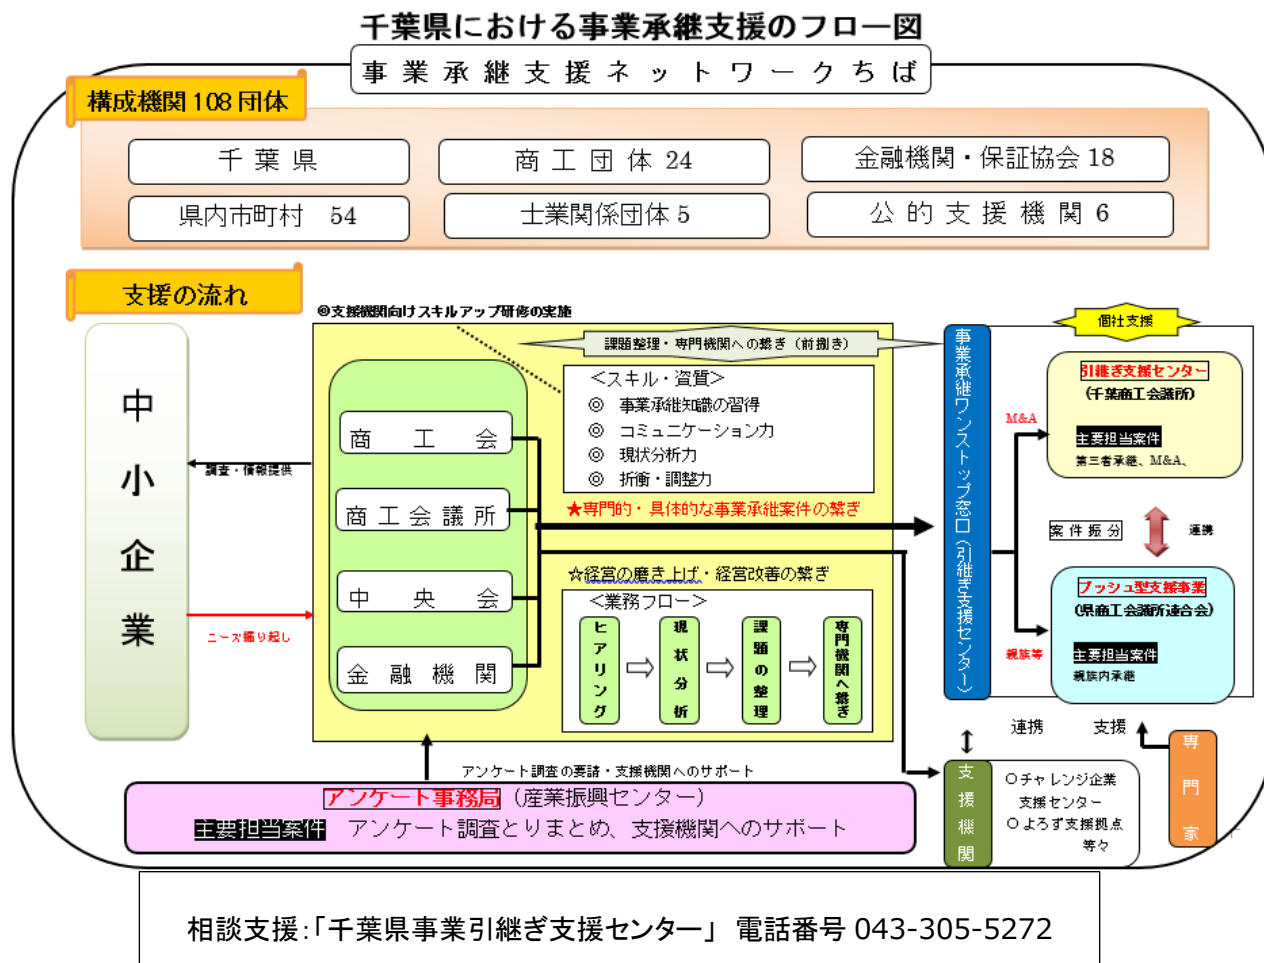 千葉県における事業承継支援のフロー図
事業承継支援ネットワークちば
構成機関108団体
千葉県
商工団体24
金融機関・保証協会18
県内市町村　54
士業関係団体5
公的支援機関6
支援の流れ
◎支援機関向けスキルアップ研修の実施
中小企業
調査・情報提供
ニーズ掘り起し
商工会
商工会議所
中央会
金融機関
課題整理・専門機関への繋ぎ（前捌き）
＜スキル・資質＞
◎　事業承継知識の習得
◎　コミュニケーション力
◎　現状分析力
◎　折衝・調整力
★専門的・具体的な事業承継案件の繋ぎ
☆経営の磨き上げ・経営改善の繋ぎ
＜業務フロー＞
ヒアリング
現状分析
課題の整理
専門機関へ繋ぎ
事業承継ワンストップ窓口（引継ぎ支援センター）
個社支援
M&A
引継ぎ支援センター
(千葉商工会議所)
主要担当案件
第三者承継、M&A、
案件振分
連携
プッシュ型支援事業
(県商工会議所連合会)
親族等
主要担当案件
親族内承継
連携
支援
専門家
支援機関
○チャレンジ企業
支援センター
○よろず支援拠点
等々
アンケート調査の要請・支援機関へのサポート
アンケート事務局（産業振興センター）
主要担当案件　アンケート調査とりまとめ、支援機関へのサポート
相談支援：「千葉県事業引継ぎ支援センター」 電話番号 043-305-5272